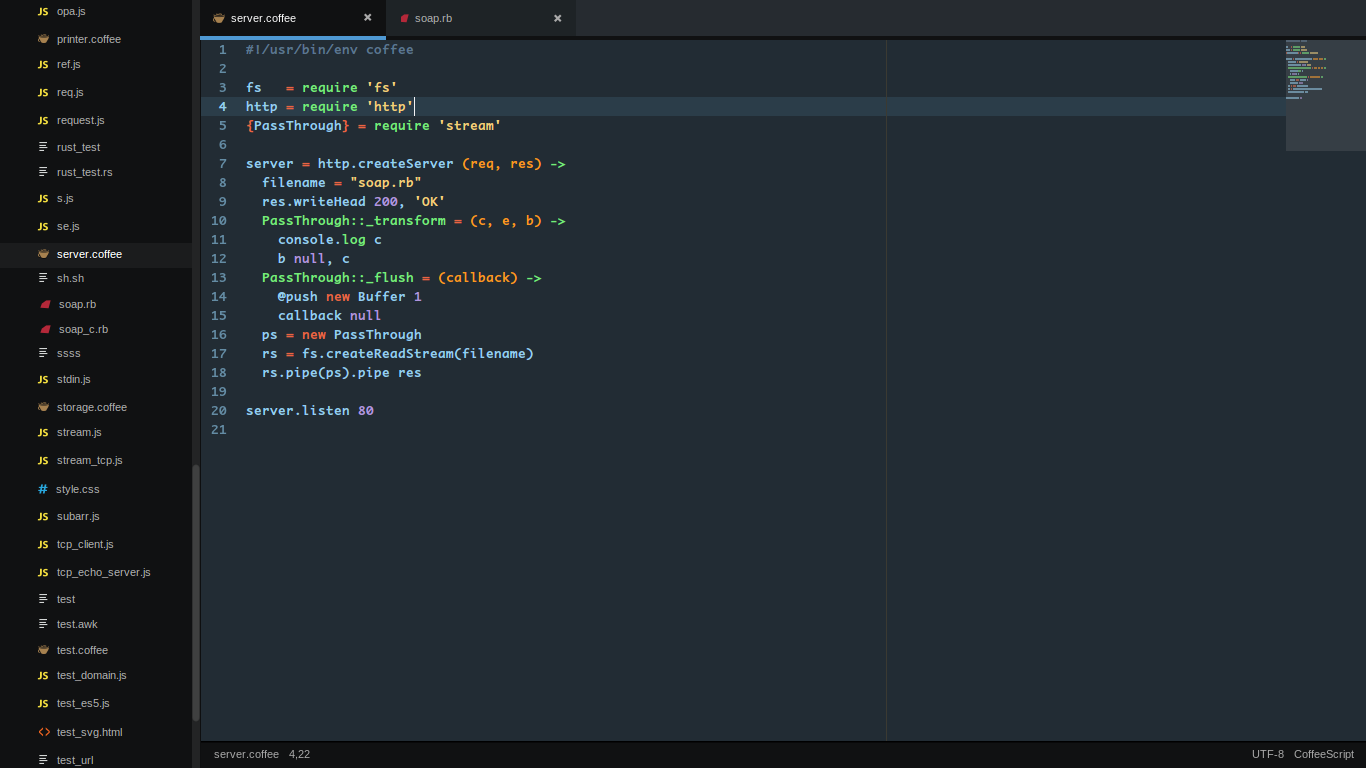 JS opa.js
printer.coffee
JS ref.js
JS req.js
JS request.js
rust_test
rust_test.rs
JS s.js
JS se.js
server.coffee
sh.sh
soap.rb
soap_c.rb
ssss
JS stdin.js
storage.coffee
JS stream.js
JS stream_tcp.js
# style.css
JS subarr.js
JS tcp_client.js
JS tcp_echo_server.js
test
test.awk
test.coffee
JS test_domain.js
JS test_es5.js
<> test_svg.html
test_url
server.coffee × soap.rb ×
1 #!/usr/bin/env coffee
2
3 fs   = require 'fs'
4 http = require 'http'
5 {PassThrough} = require 'stream'
6
7 server = http.createServer (req, res) ->
8   filename = "soap.rb"
9   res.writeHead 200, 'OK'
10   PassThrough::_transform = (c, e, b) ->
11     console.log c
12     b null, c
13   PassThrough::_flush = (callback) ->
14     @push new Buffer 1
15     callback null
16   ps = new PassThrough
17   rs = fs.createReadStream(filename)
18   rs.pipe(ps).pipe res
19
20 server.listen 80
21
server.coffee 4,22 UTF-8 CoffeeScript